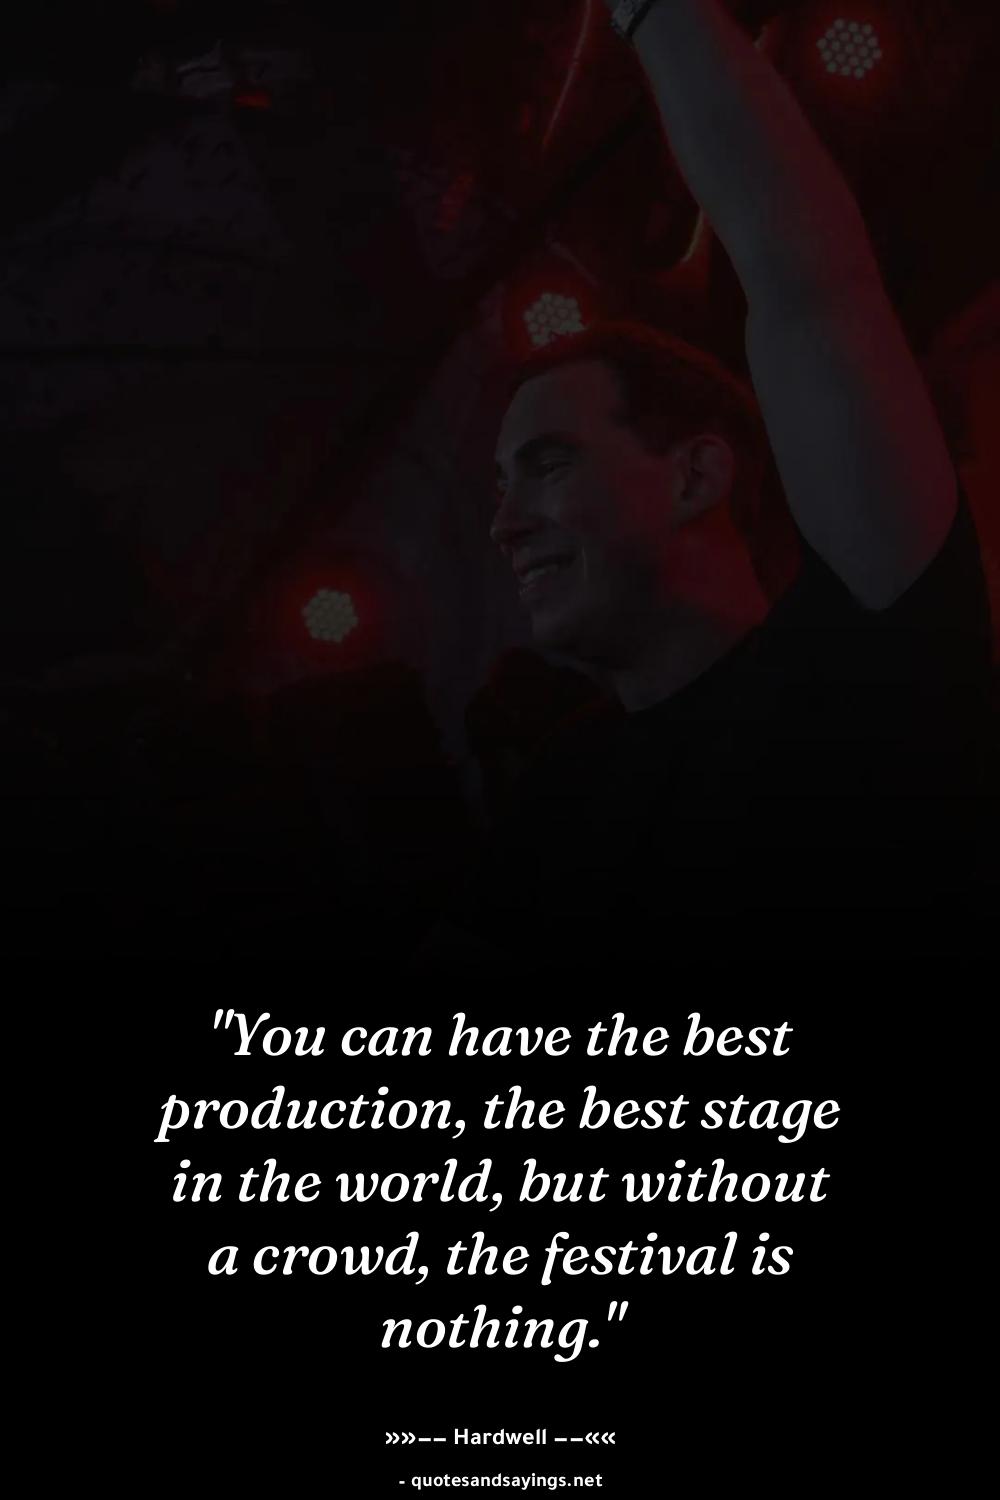 "You can have the best
production, the best stage
in the world, but without
a crowd, the festival is
nothing."
»»–– Hardwell ––««
- quotesandsayings.net